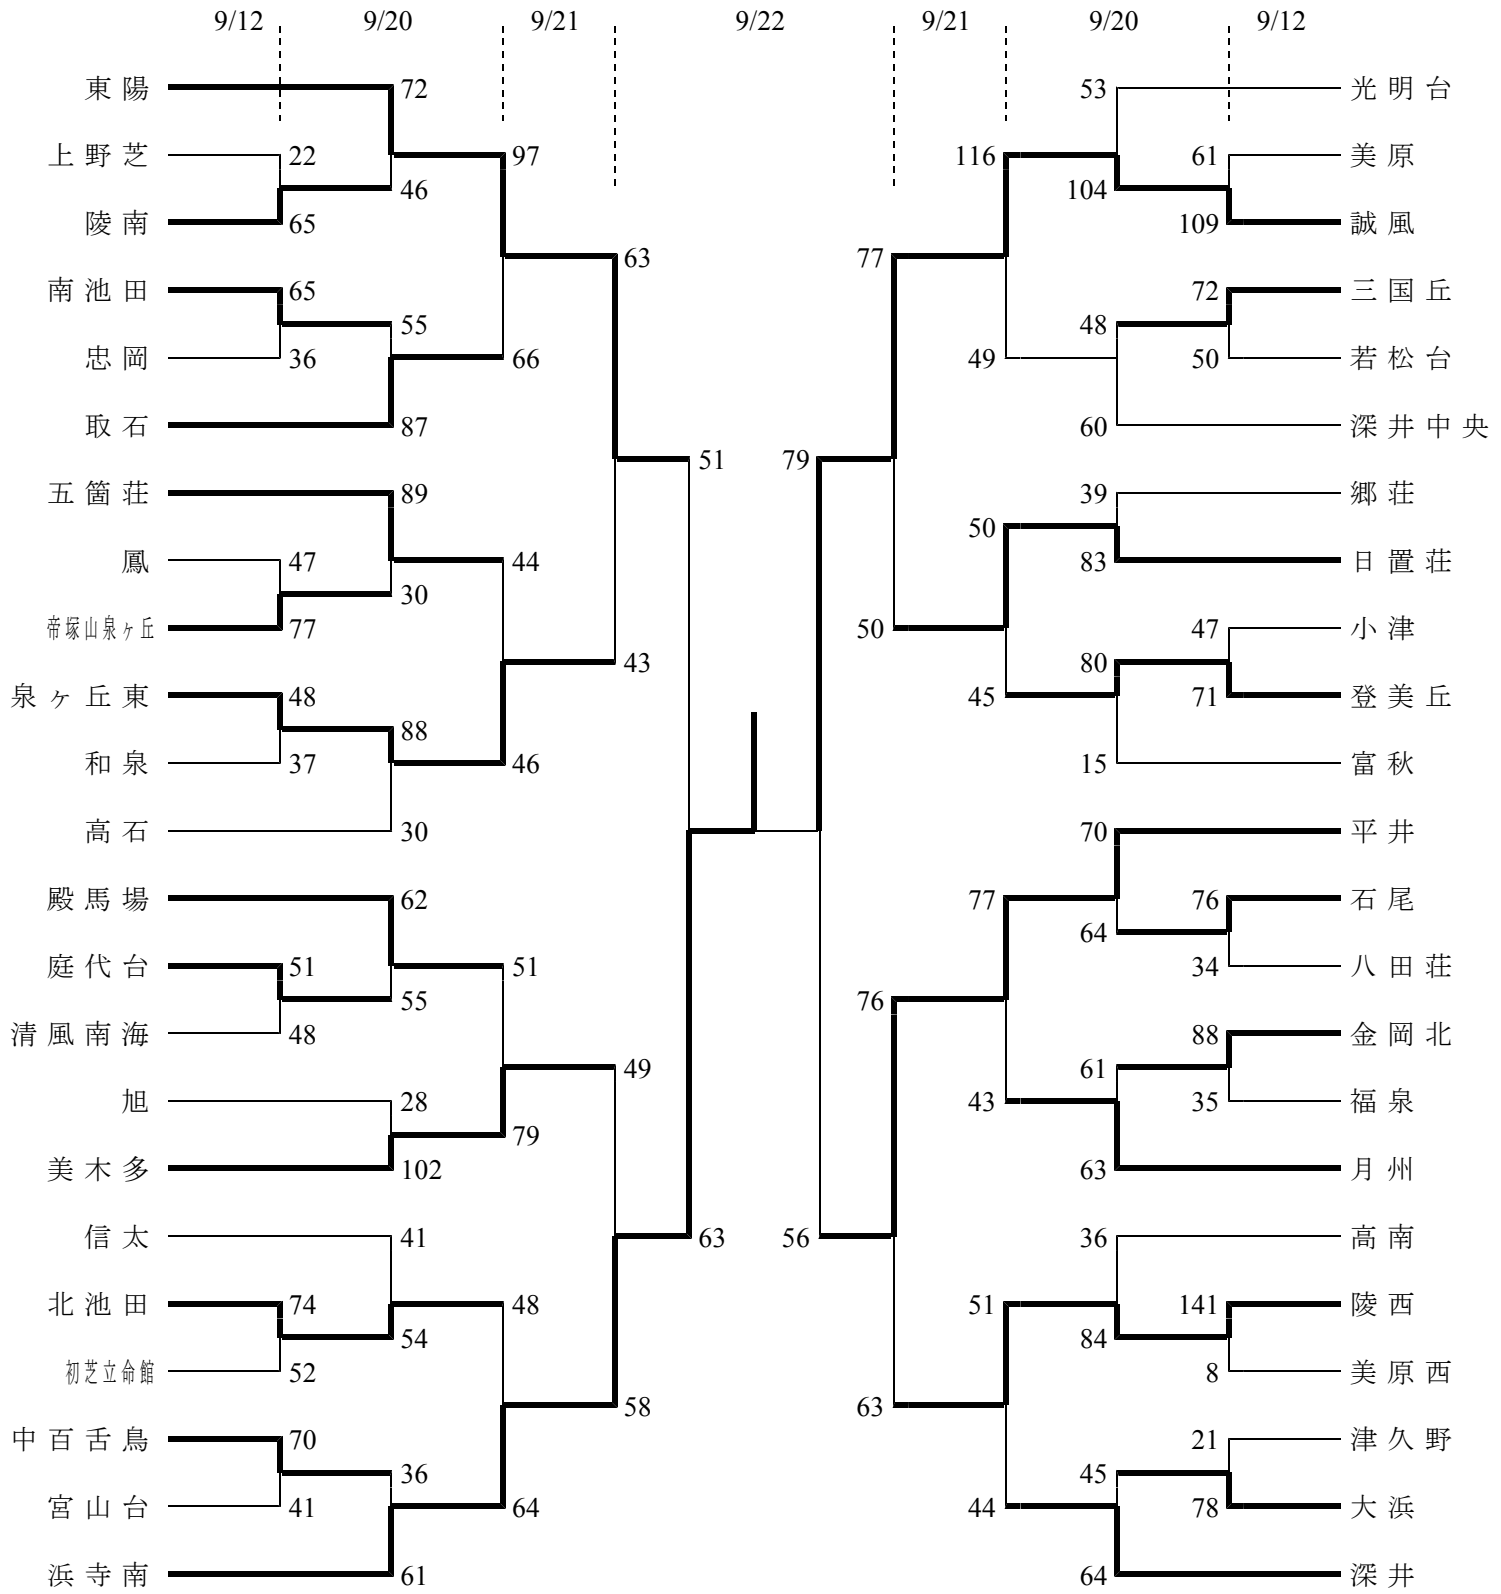 9/12 9/20 9/21 9/22 9/21 9/20 9/12
東陽 72 53 光明台
上野芝 22 97 116 61 美原
46 104
陵南 65 109 誠風
63 77
南池田 65 72 三国丘
55 48
忠岡 36 66 49 50 若松台
取石 87 60 深井中央
51 79
五箇荘 89 39 郷荘
50
鳳 47 44 83 日置荘
30
帝塚山泉ヶ丘 77 50 47 小津
43 80
泉ヶ丘東 48 45 71 登美丘
88
和泉 37 46 15 富秋
高石 30 70 平井
殿馬場 62 77 76 石尾
64
庭代台 51 51 34 八田荘
55 76
清風南海 48 88 金岡北
49 61
旭 28 43 35 福泉
79
美木多 102 63 月州
信太 41 63 56 36 高南
北池田 74 48 51 141 陵西
54 84
初芝立命館 52 8 美原西
58 63
中百舌鳥 70 21 津久野
36 45
宮山台 41 64 44 78 大浜
浜寺南 61 64 深井